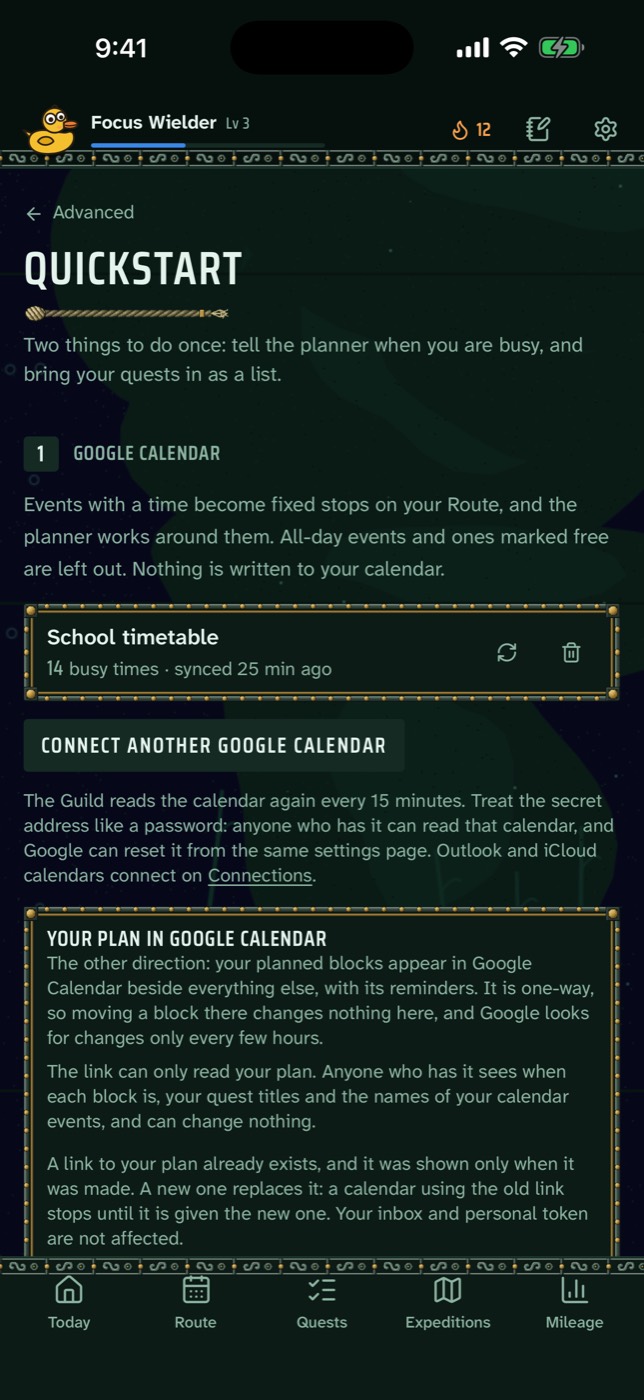 9:41
Focus Wielder Lv 3
12
Advanced
QUICKSTART
Two things to do once: tell the planner when you are busy, and
bring your quests in as a list.
1 GOOGLE CALENDAR
Events with a time become fixed stops on your Route, and the
planner works around them. All-day events and ones marked free
are left out. Nothing is written to your calendar.
School timetable
14 busy times · synced 25 min ago
CONNECT ANOTHER GOOGLE CALENDAR
The Guild reads the calendar again every 15 minutes. Treat the secret
address like a password: anyone who has it can read that calendar, and
Google can reset it from the same settings page. Outlook and iCloud
calendars connect on Connections.
YOUR PLAN IN GOOGLE CALENDAR
The other direction: your planned blocks appear in Google
Calendar beside everything else, with its reminders. It is one-way,
so moving a block there changes nothing here, and Google looks
for changes only every few hours.
The link can only read your plan. Anyone who has it sees when
each block is, your quest titles and the names of your calendar
events, and can change nothing.
A link to your plan already exists, and it was shown only when it
was made. A new one replaces it: a calendar using the old link
stops until it is given the new one. Your inbox and personal token
are not affected.
Today Route Quests Expeditions Mileage